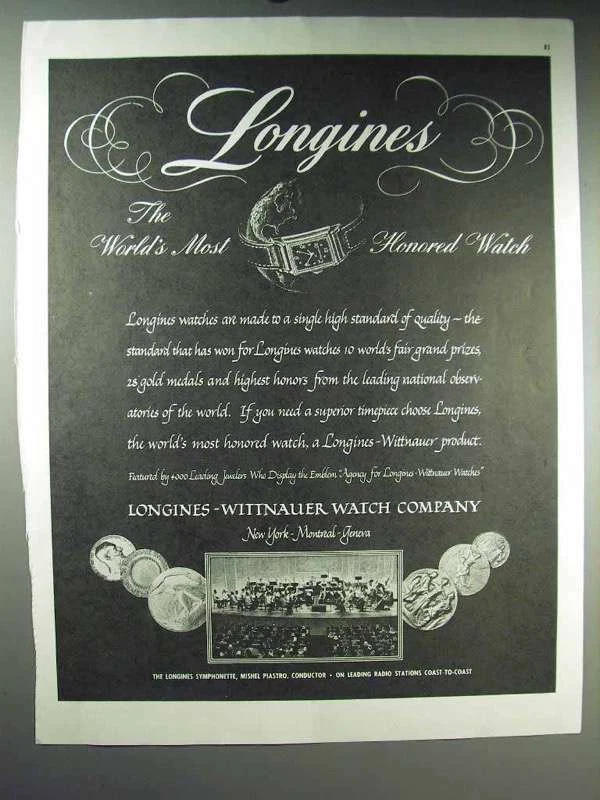 81
Longines
The
World's Most Honored Watch
Longines watches are made to a single high standard of quality – the
standard that has won for Longines watches 10 world's fair grand prizes,
28 gold medals and highest honors from the leading national observ-
atories of the world. If you need a superior timepiece choose Longines,
the world's most honored watch, a Longines-Wittnauer product.
Featured by 4000 Leading Jewelers Who Display the Emblem "Agency for Longines-Wittnauer Watches"
LONGINES-WITTNAUER WATCH COMPANY
New York - Montreal - Geneva
THE LONGINES SYMPHONETTE, MISHEL PIASTRO, CONDUCTOR • ON LEADING RADIO STATIONS COAST-TO-COAST